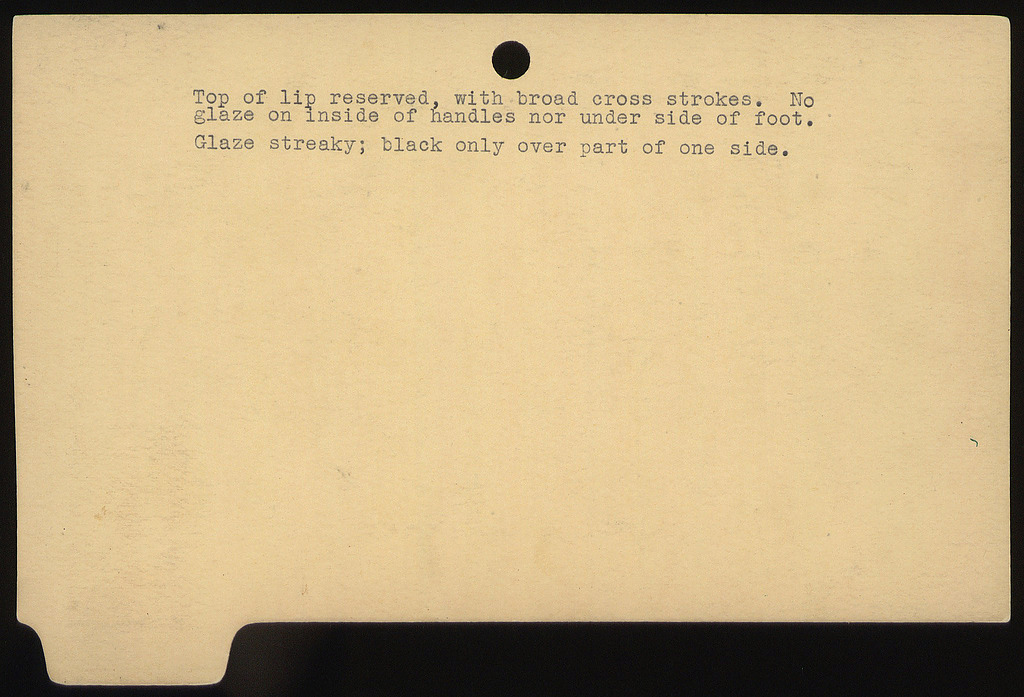 Top of lip reserved, with broad cross strokes. No
glaze on inside of handles nor under side of foot.
Glaze streaky; black only over part of one side.